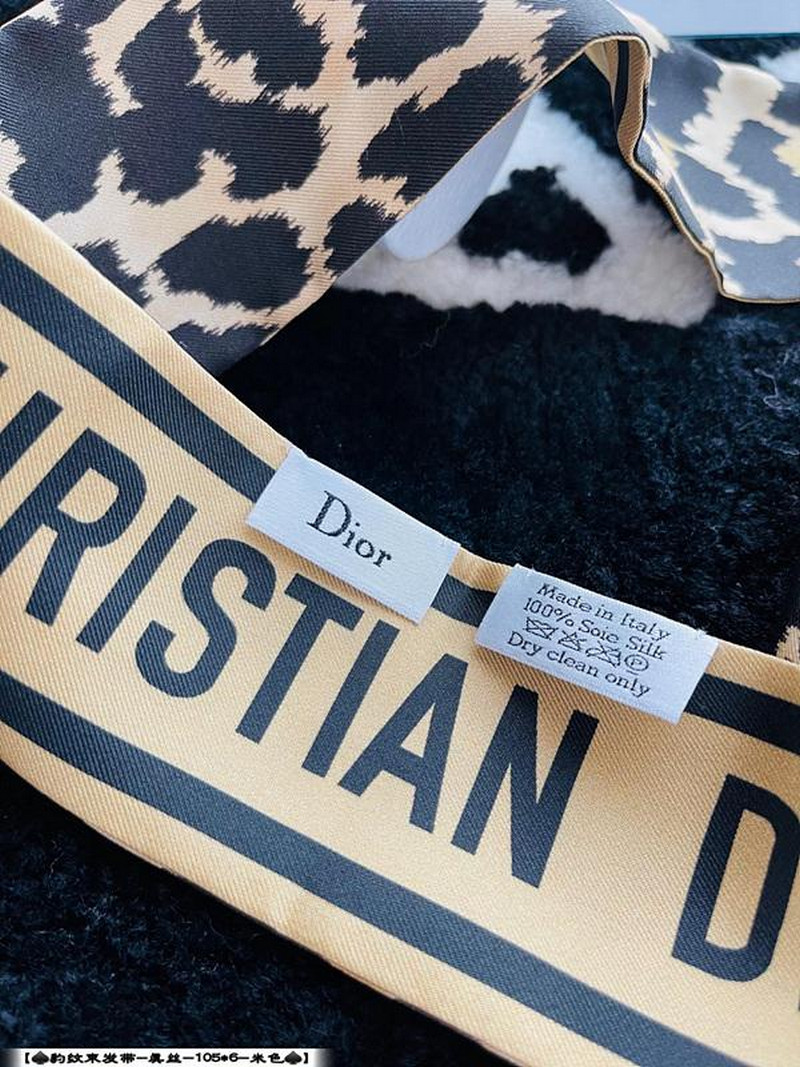 HRISTIAN D
Dior
Made in Italy
100% Soie Silk
Dry clean only
【♠豹纹束发带-真丝-105*6-米色♠】